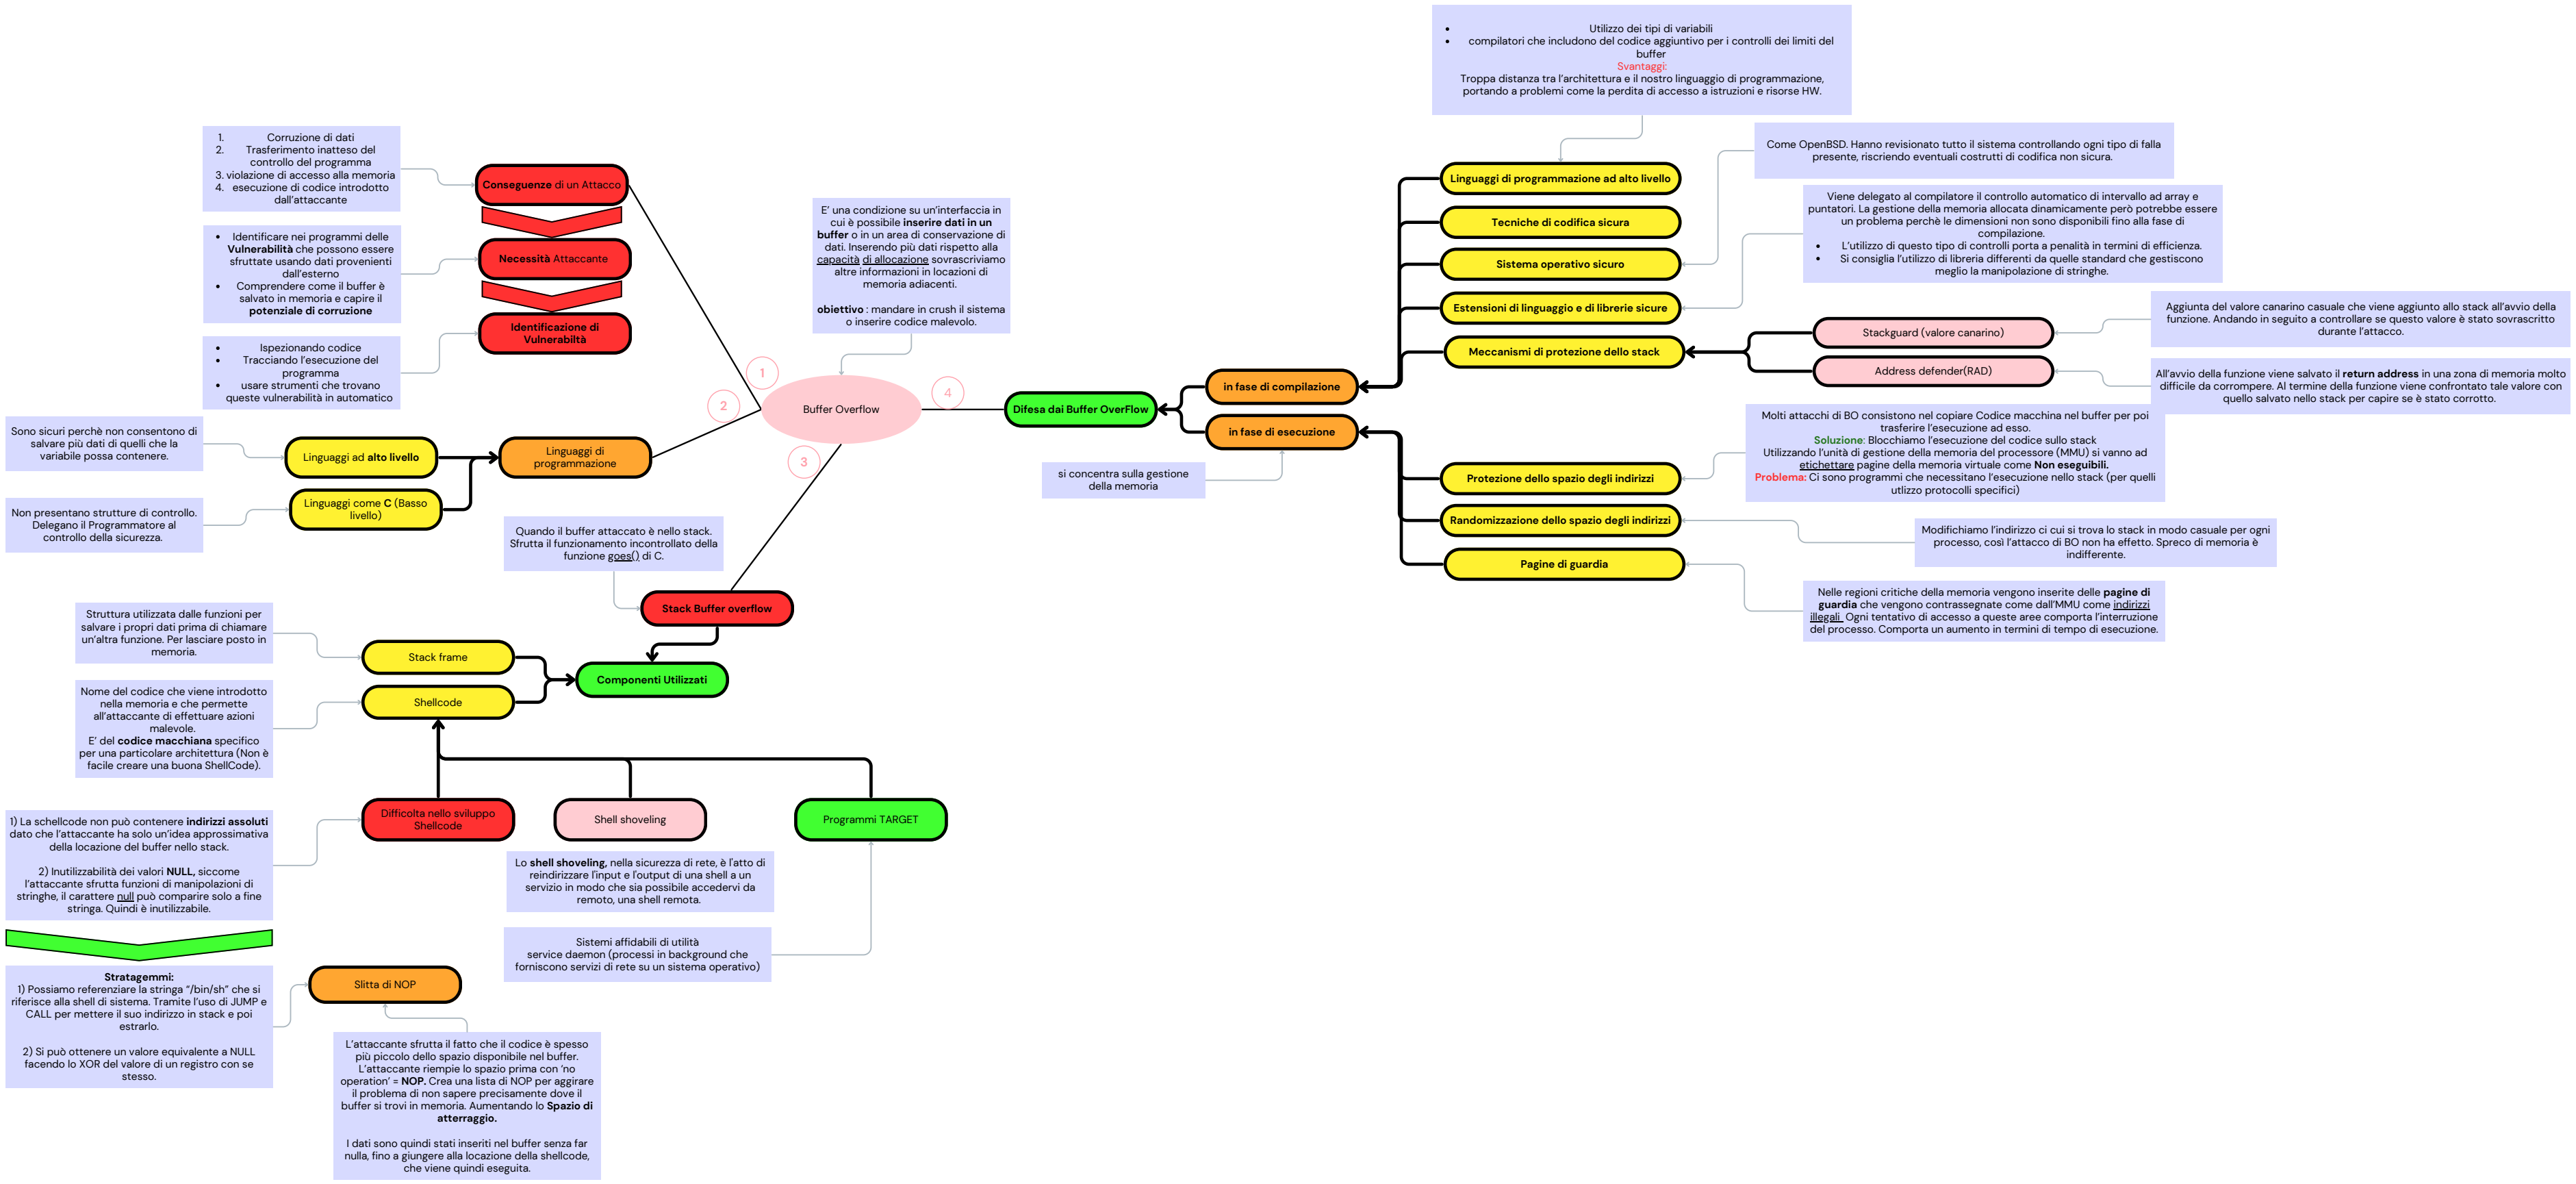 Buffer Overflow
E' una condizione su un'interfaccia in
cui è possibile inserire dati in un
buffer o in un area di conservazione di
dati. Inserendo più dati rispetto alla
capacità di allocazione sovrascriviamo
altre informazioni in locazioni di
memoria adiacenti.
obiettivo : mandare in crush il sistema
o inserire codice malevolo.
1
Conseguenze di un Attacco
1. Corruzione di dati
2. Trasferimento inatteso del
controllo del programma
3. violazione di accesso alla memoria
4. esecuzione di codice introdotto
dall'attaccante
Necessità Attaccante
• Identificare nei programmi delle
Vulnerabilità che possono essere
sfruttate usando dati provenienti
dall'esterno
• Comprendere come il buffer è
salvato in memoria e capire il
potenziale di corruzione
Identificazione di
Vulnerabiltà
• Ispezionando codice
• Tracciando l'esecuzione del
programma
• usare strumenti che trovano
queste vulnerabilità in automatico
2
Linguaggi di
programmazione
Linguaggi ad alto livello
Sono sicuri perchè non consentono di
salvare più dati di quelli che la
variabile possa contenere.
Linguaggi come C (Basso
livello)
Non presentano strutture di controllo.
Delegano il Programmatore al
controllo della sicurezza.
3
Stack Buffer overflow
Quando il buffer attaccato è nello stack.
Sfrutta il funzionamento incontrollato della
funzione goes() di C.
Componenti Utilizzati
Stack frame
Struttura utilizzata dalle funzioni per
salvare i propri dati prima di chiamare
un'altra funzione. Per lasciare posto in
memoria.
Shellcode
Nome del codice che viene introdotto
nella memoria e che permette
all'attaccante di effettuare azioni
malevole.
E' del codice macchiana specifico
per una particolare architettura (Non è
facile creare una buona ShellCode).
Difficolta nello sviluppo
Shellcode
1) La schellcode non può contenere indirizzi assoluti
dato che l'attaccante ha solo un'idea approssimativa
della locazione del buffer nello stack.
2) Inutilizzabilità dei valori NULL, siccome
l'attaccante sfrutta funzioni di manipolazioni di
stringhe, il carattere null può comparire solo a fine
stringa. Quindi è inutilizzabile.
Stratagemmi:
1) Possiamo referenziare la stringa "/bin/sh" che si
riferisce alla shell di sistema. Tramite l'uso di JUMP e
CALL per mettere il suo indirizzo in stack e poi
estrarlo.
2) Si può ottenere un valore equivalente a NULL
facendo lo XOR del valore di un registro con se
stesso.
Slitta di NOP
L'attaccante sfrutta il fatto che il codice è spesso
più piccolo dello spazio disponibile nel buffer.
L'attaccante riempie lo spazio prima con 'no
operation' = NOP. Crea una lista di NOP per aggirare
il problema di non sapere precisamente dove il
buffer si trovi in memoria. Aumentando lo Spazio di
atterraggio.
I dati sono quindi stati inseriti nel buffer senza far
nulla, fino a giungere alla locazione della shellcode,
che viene quindi eseguita.
Shell shoveling
Lo shell shoveling, nella sicurezza di rete, è l'atto di
reindirizzare l'input e l'output di una shell a un
servizio in modo che sia possibile accedervi da
remoto, una shell remota.
Programmi TARGET
Sistemi affidabili di utilità
service daemon (processi in background che
forniscono servizi di rete su un sistema operativo)
4
Difesa dai Buffer OverFlow
in fase di compilazione
Linguaggi di programmazione ad alto livello
• Utilizzo dei tipi di variabili
• compilatori che includono del codice aggiuntivo per i controlli dei limiti del
buffer
Svantaggi:
Troppa distanza tra l'architettura e il nostro linguaggio di programmazione,
portando a problemi come la perdita di accesso a istruzioni e risorse HW.
Tecniche di codifica sicura
Sistema operativo sicuro
Come OpenBSD. Hanno revisionato tutto il sistema controllando ogni tipo di falla
presente, riscriendo eventuali costrutti di codifica non sicura.
Estensioni di linguaggio e di librerie sicure
Viene delegato al compilatore il controllo automatico di intervallo ad array e
puntatori. La gestione della memoria allocata dinamicamente però potrebbe essere
un problema perchè le dimensioni non sono disponibili fino alla fase di
compilazione.
• L'utilizzo di questo tipo di controlli porta a penalità in termini di efficienza.
• Si consiglia l'utilizzo di libreria differenti da quelle standard che gestiscono
meglio la manipolazione di stringhe.
Meccanismi di protezione dello stack
Stackguard (valore canarino)
Aggiunta del valore canarino casuale che viene aggiunto allo stack all'avvio della
funzione. Andando in seguito a controllare se questo valore è stato sovrascritto
durante l'attacco.
Address defender(RAD)
All'avvio della funzione viene salvato il return address in una zona di memoria molto
difficile da corrompere. Al termine della funzione viene confrontato tale valore con
quello salvato nello stack per capire se è stato corrotto.
in fase di esecuzione
si concentra sulla gestione
della memoria
Protezione dello spazio degli indirizzi
Molti attacchi di BO consistono nel copiare Codice macchina nel buffer per poi
trasferire l'esecuzione ad esso.
Soluzione: Blocchiamo l'esecuzione del codice sullo stack
Utilizzando l'unità di gestione della memoria del processore (MMU) si vanno ad
etichettare pagine della memoria virtuale come Non eseguibili.
Problema: Ci sono programmi che necessitano l'esecuzione nello stack (per quelli
utlizzo protocolli specifici)
Randomizzazione dello spazio degli indirizzi
Modifichiamo l'indirizzo ci cui si trova lo stack in modo casuale per ogni
processo, così l'attacco di BO non ha effetto. Spreco di memoria è
indifferente.
Pagine di guardia
Nelle regioni critiche della memoria vengono inserite delle pagine di
guardia che vengono contrassegnate come dall'MMU come indirizzi
illegali Ogni tentativo di accesso a queste aree comporta l'interruzione
del processo. Comporta un aumento in termini di tempo di esecuzione.